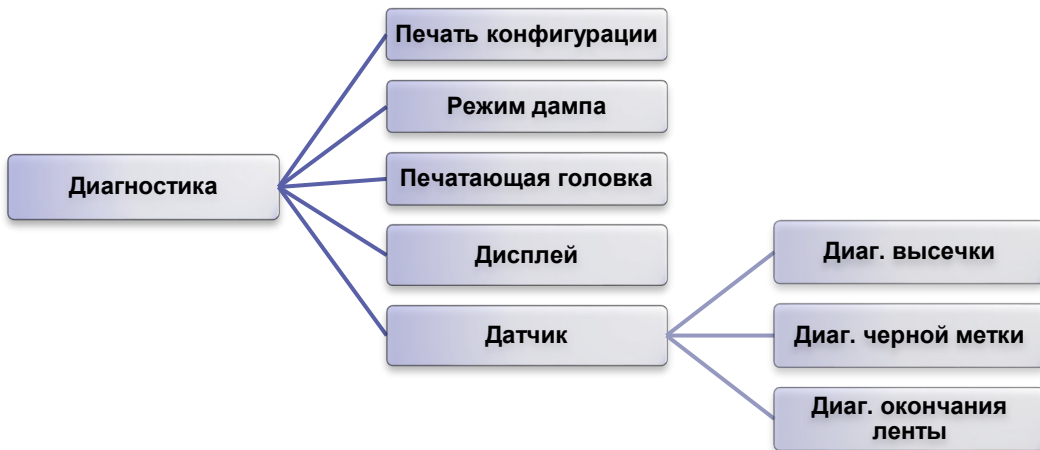 Печать конфигурации
Режим дампа
Диагностика
Печатающая головка
Дисплей
Датчик
Диаг. высечки
Диаг. черной метки
Диаг. окончания
ленты